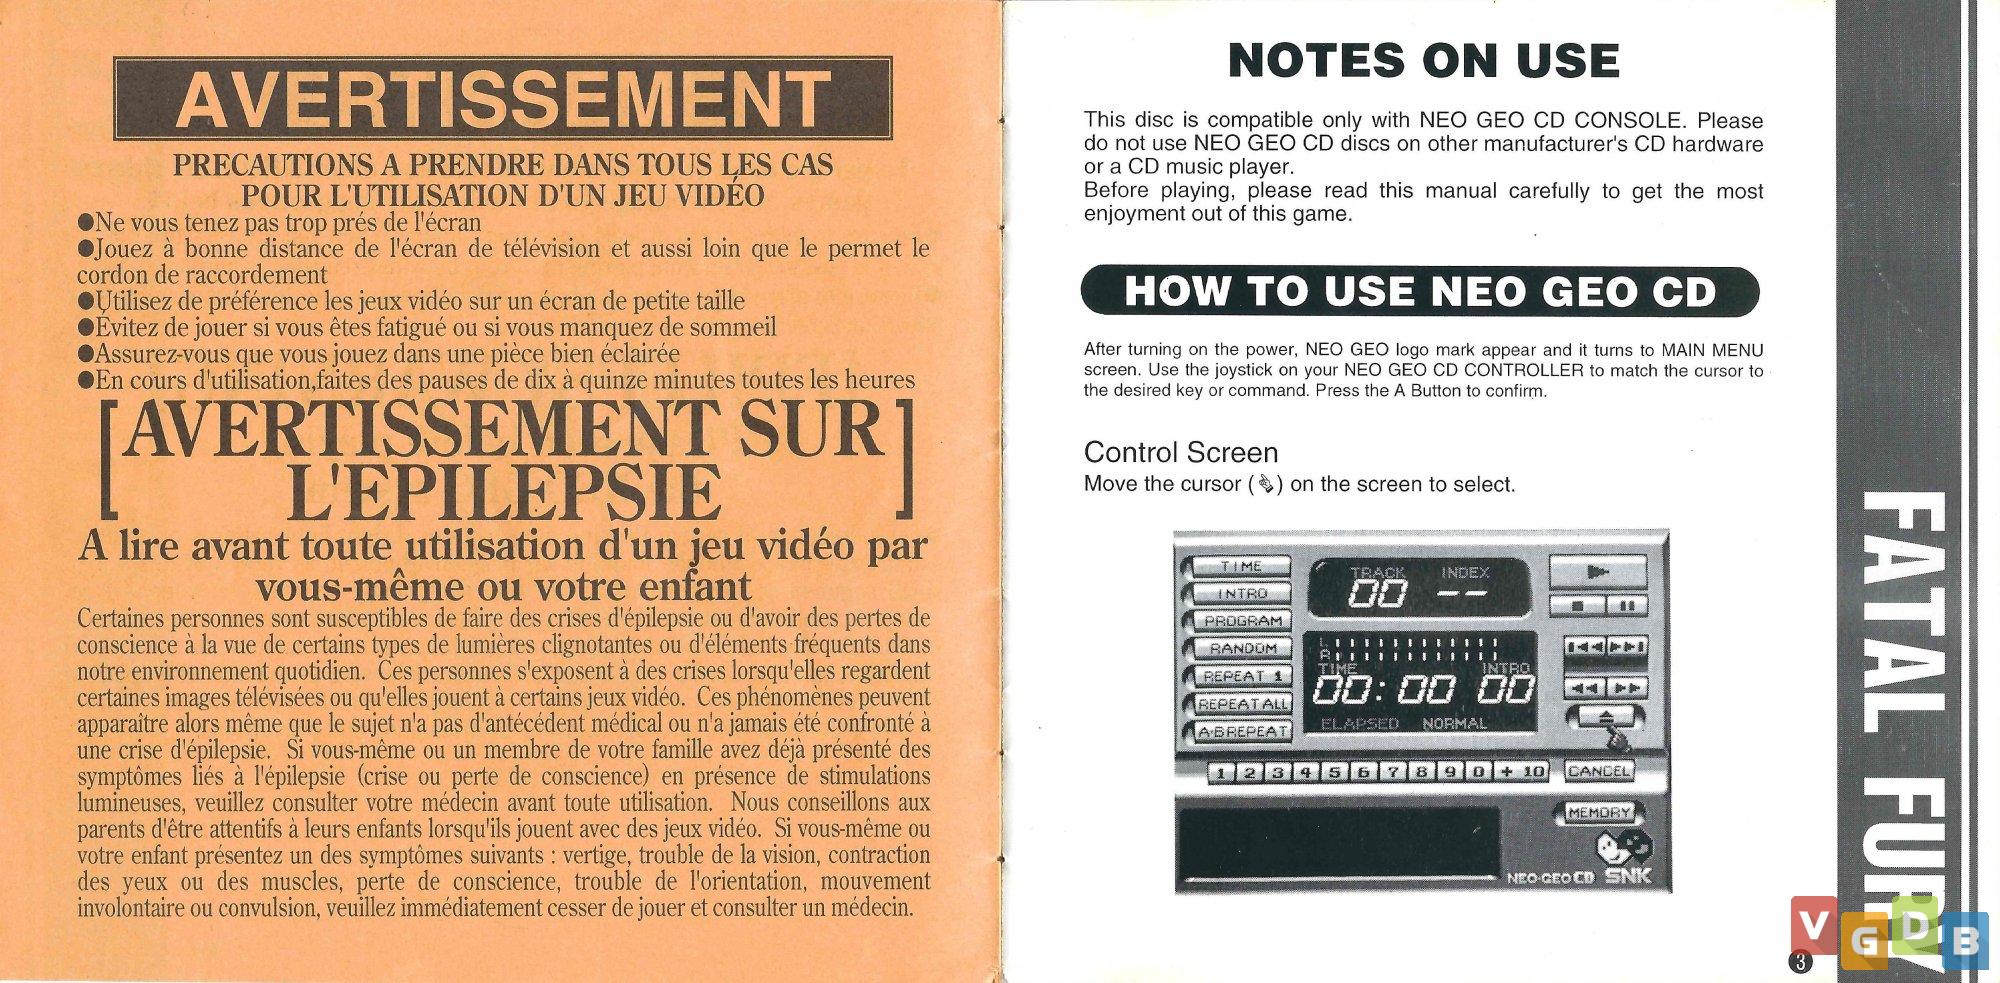 AVERTISSEMENT
PRECAUTIONS A PRENDRE DANS TOUS LES CAS
POUR L'UTILISATION D'UN JEU VIDÉO
●Ne vous tenez pas trop prés de l'écran
●Jouez à bonne distance de l'écran de télévision et aussi loin que le permet le
cordon de raccordement
●Utilisez de préférence les jeux vidéo sur un écran de petite taille
●Evitez de jouer si vous êtes fatigué ou si vous manquez de sommeil
●Assurez-vous que vous jouez dans une pièce bien éclairée
●En cours d'utilisation,faites des pauses de dix à quinze minutes toutes les heures
[AVERTISSEMENT SUR
L'EPILEPSIE]
A lire avant toute utilisation d'un jeu vidéo par
vous-même ou votre enfant
Certaines personnes sont susceptibles de faire des crises d'épilepsie ou d'avoir des pertes de
conscience à la vue de certains types de lumières clignotantes ou d'éléments fréquents dans
notre environnement quotidien. Ces personnes s'exposent à des crises lorsqu'elles regardent
certaines images télévisées ou qu'elles jouent à certains jeux vidéo. Ces phénomènes peuvent
apparaître alors même que le sujet n'a pas d'antécédent médical ou n'a jamais été confronté à
une crise d'épîlepsie. Si vous-même ou un membre de votre famille avez déjà présenté des
symptômes liés à l'épilepsie (crise ou perte de conscience) en présence de stimulations
lumineuses, veuillez consulter votre médecin avant toute utilisation. Nous conseillons aux
parents d'être attentifs à leurs enfants lorsqu'ils jouent avec des jeux vidéo. Si vous-même ou
votre enfant présentez un des symptômes suivants : vertige, trouble de la vision, contraction
des yeux ou des muscles, perte de conscience, trouble de l'orientation, mouvement
involontaire ou convulsion, veuillez immédiatement cesser de jouer et consulter un médecin.
NOTES ON USE
This disc is compatible only with NEO GEO CD CONSOLE. Please
do not use NEO GEO CD discs on other manufacturer's CD hardware
or a CD music player.
Before playing, please read this manual carefully to get the most
enjoyment out of this game.
HOW TO USE NEO GEO CD
After turning on the power, NEO GEO logo mark appear and it turns to MAIN MENU
screen. Use the joystick on your NEO GEO CD CONTROLLER to match the cursor to
the desired key or command. Press the A Button to confirm.
Control Screen
Move the cursor ( ) on the screen to select.
TIME
INTRO
PROGRAM
RANDOM
REPEAT 1
REPEAT ALL
A-B REPEAT
TRACK INDEX
00 --
L
R
TIME INTRO
00:00 00
ELAPSED NORMAL
1 2 3 4 5 6 7 8 9 0 +10 CANCEL
MEMORY
NEO·GEO CD SNK
3
FATAL FURY
VGDB